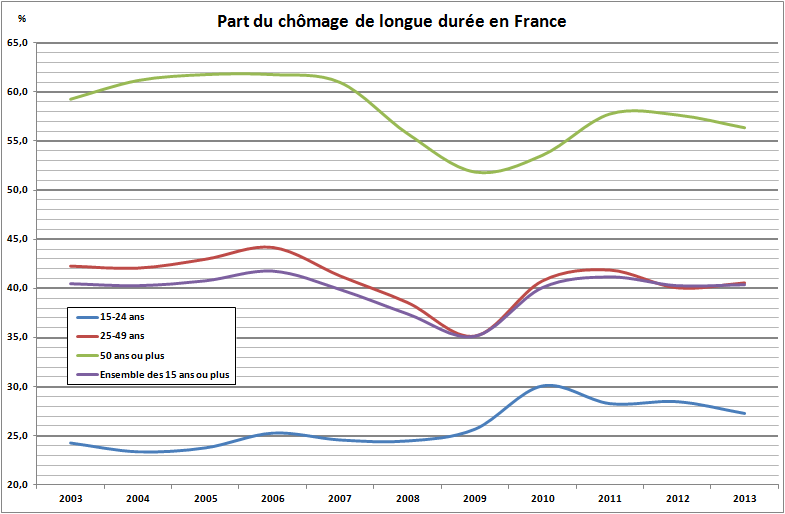 Part du chômage de longue durée en France
%
65,0
60,0
55,0
50,0
45,0
40,0
35,0
30,0
25,0
20,0
15-24 ans
25-49 ans
50 ans ou plus
Ensemble des 15 ans ou plus
2003 2004 2005 2006 2007 2008 2009 2010 2011 2012 2013